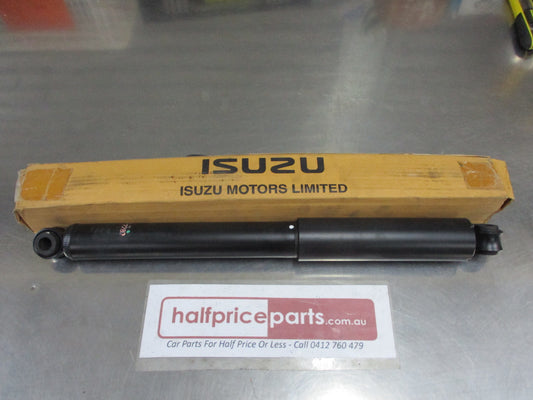 ISUZU
ISUZU MOTORS LIMITED
halfpriceparts.com.au
Car Parts For Half Price Or Less - Call 0412 760 479